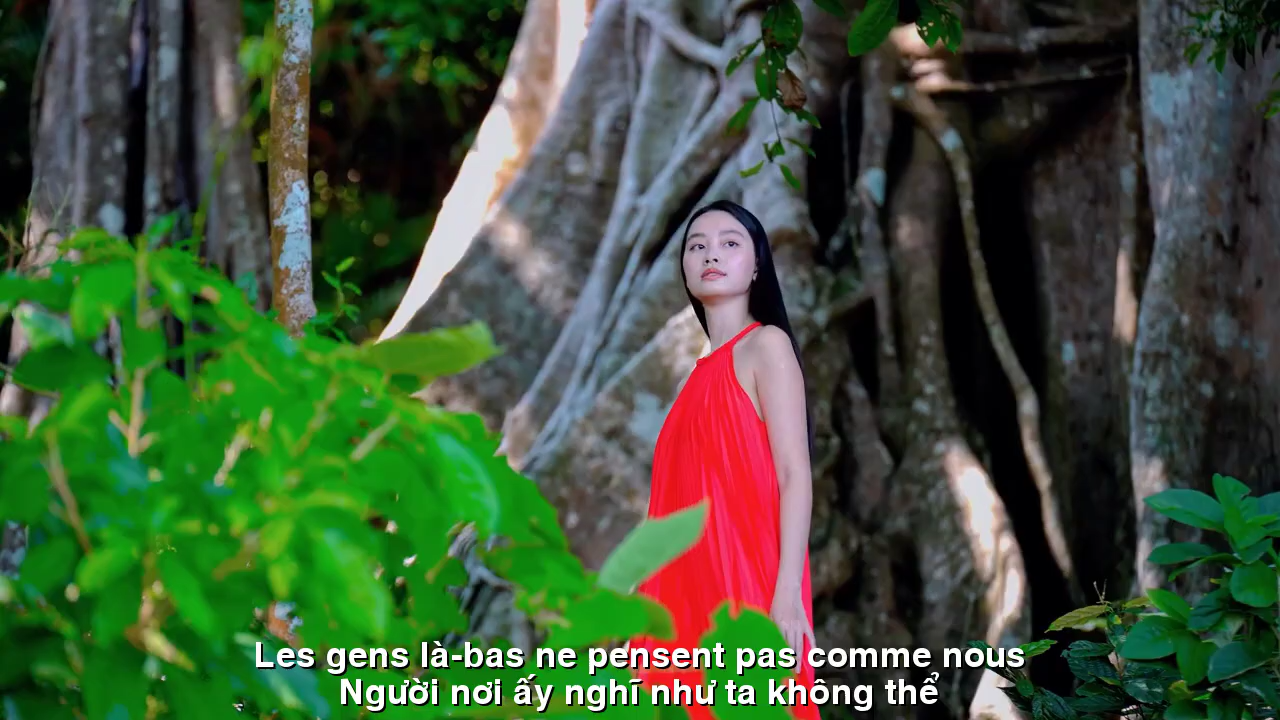 Les gens là-bas ne pensent pas comme nous
Người nơi ấy nghĩ như ta không thể